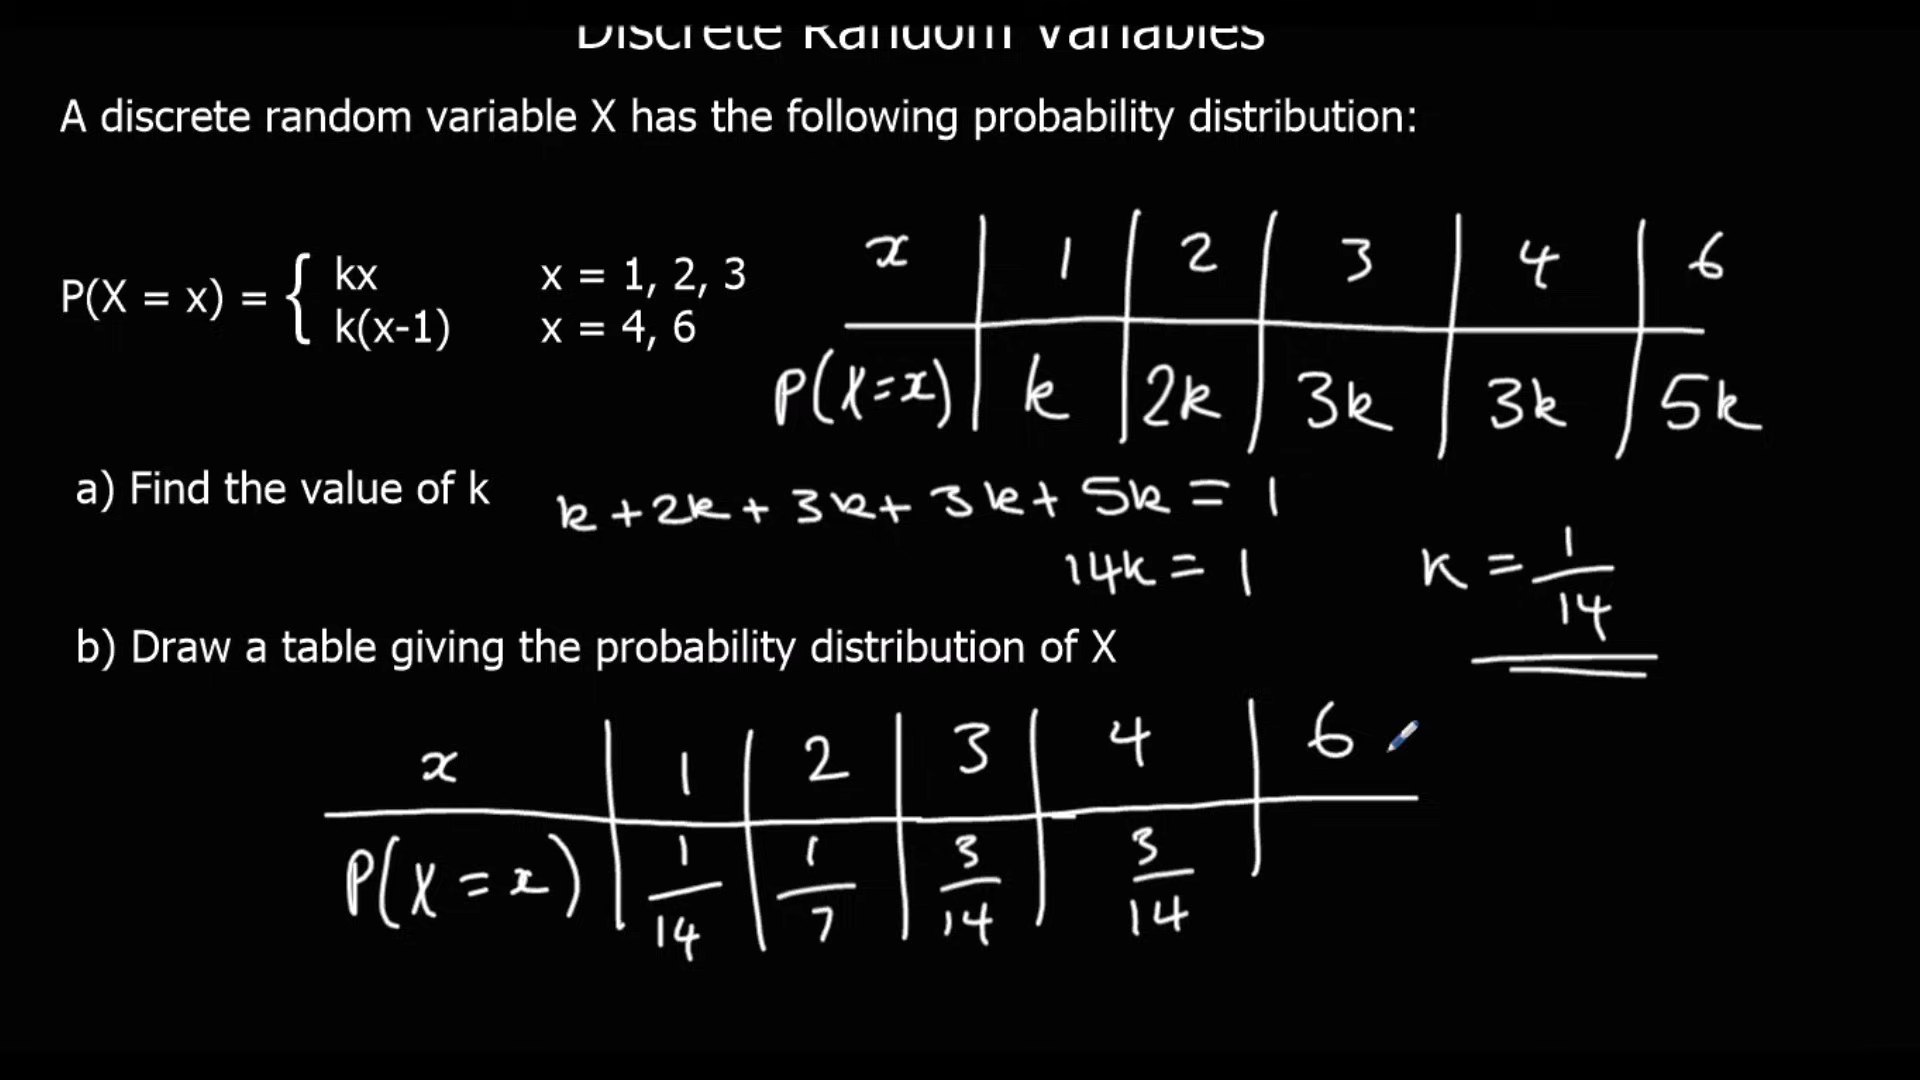 Discrete Random Variables
A discrete random variable X has the following probability distribution:
P(X = x) = { kx x = 1, 2, 3
k(x-1) x = 4, 6
x | 1 | 2 | 3 | 4 | 6
P(X=x) | k | 2k | 3k | 3k | 5k
a) Find the value of k
k + 2k + 3k + 3k + 5k = 1
14k = 1
k = 1/14
b) Draw a table giving the probability distribution of X
x | 1 | 2 | 3 | 4 | 6
P(X = x) | 1/14 | 1/7 | 3/14 | 3/14 |